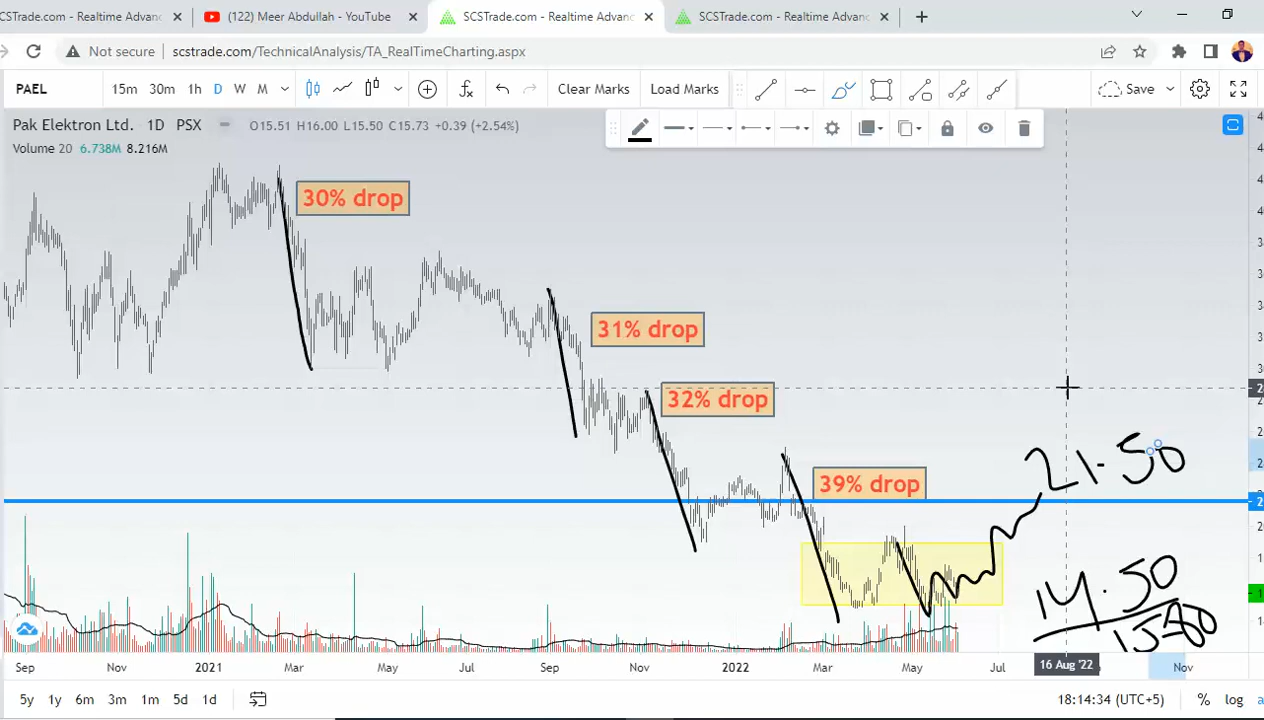 SCSTrade.com - Realtime Advanc
(122) Meer Abdullah - YouTube
SCSTrade.com - Realtime Advanc
SCSTrade.com - Realtime Advanc
Not secure
scstrade.com/TechnicalAnalysis/TA_RealTimeCharting.aspx
PAEL 15m 30m 1h D W M Clear Marks Load Marks Save
Pak Elektron Ltd. 1D PSX O15.51 H16.00 L15.50 C15.73 +0.39 (+2.54%)
Volume 20 6.738M 8.216M
30% drop
31% drop
32% drop
39% drop
21.50
14.50
15.80
Sep Nov 2021 Mar May Jul Sep Nov 2022 Mar May Jul 16 Aug '22 Nov
5y 1y 6m 3m 1m 5d 1d 18:14:34 (UTC+5) % log